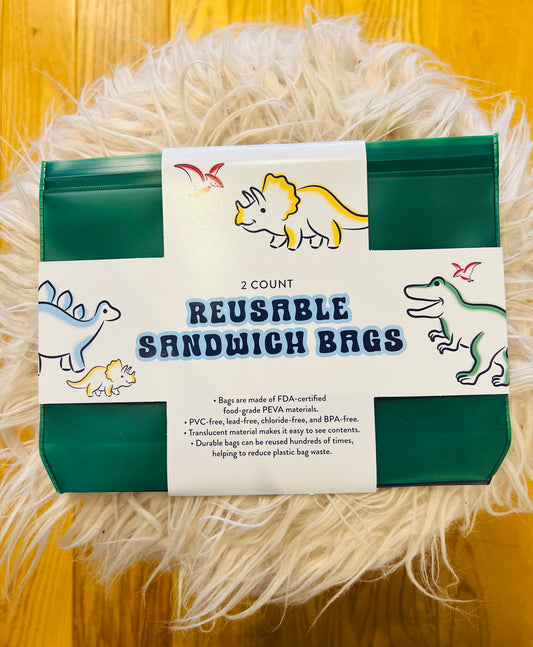 2 COUNT
REUSABLE
SANDWICH BAGS
• Bags are made of FDA-certified
food-grade PEVA materials.
• PVC-free, lead-free, chloride-free, and BPA-free.
• Translucent material makes it easy to see contents.
• Durable bags can be reused hundreds of times,
helping to reduce plastic bag waste.